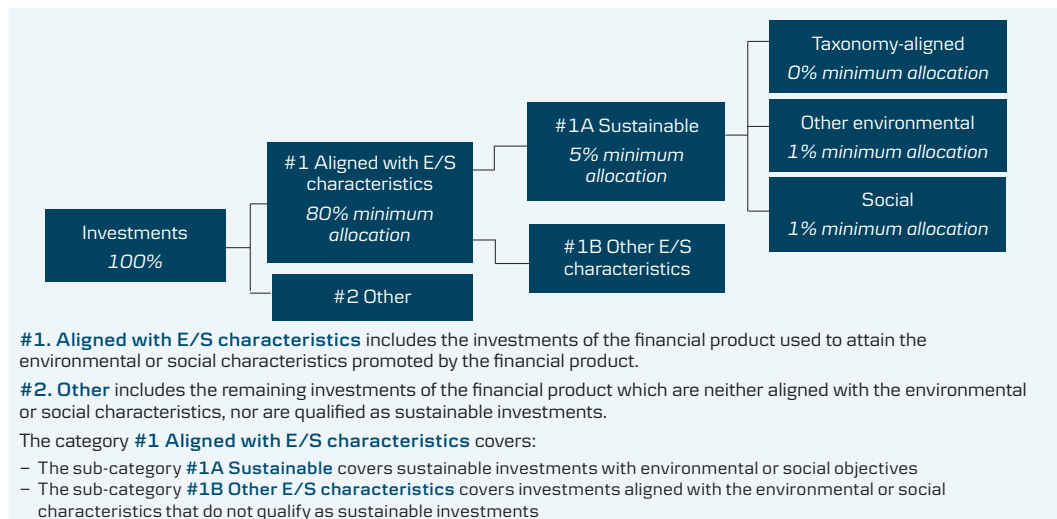 Taxonomy-aligned
0% minimum allocation
#1A Sustainable
5% minimum
allocation
Other environmental
1% minimum allocation
#1 Aligned with E/S
characteristics
80% minimum
allocation
Social
1% minimum allocation
Investments
100%
#1B Other E/S
characteristics
#2 Other
#1. Aligned with E/S characteristics includes the investments of the financial product used to attain the
environmental or social characteristics promoted by the financial product.
#2. Other includes the remaining investments of the financial product which are neither aligned with the environmental
or social characteristics, nor are qualified as sustainable investments.
The category #1 Aligned with E/S characteristics covers:
– The sub-category #1A Sustainable covers sustainable investments with environmental or social objectives
– The sub-category #1B Other E/S characteristics covers investments aligned with the environmental or social
characteristics that do not qualify as sustainable investments